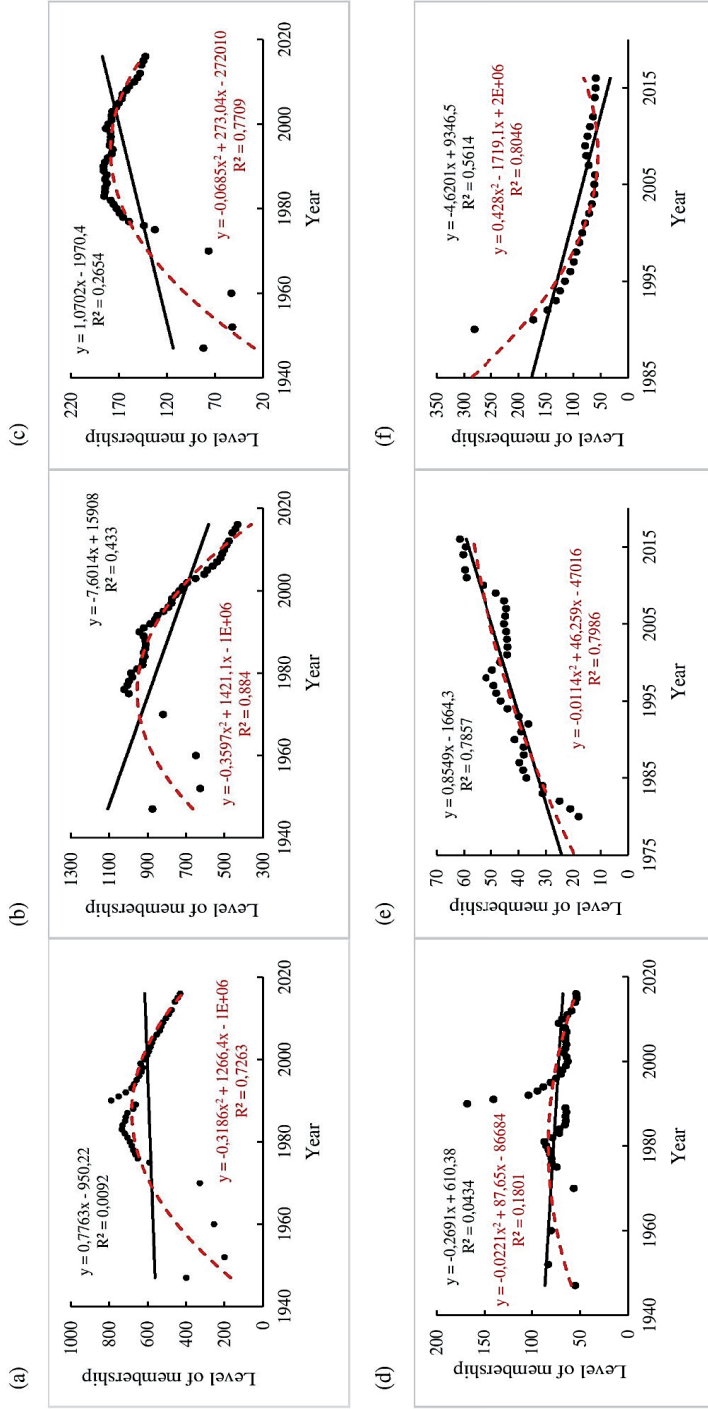 (a)
Level of membership
1000
800
600
400
200
0
y = 0,7763x - 950,22
R² = 0,0092
y = -0,3186x² + 1266,4x - 1E+06
R² = 0,7263
1940
1960
1980
2000
2020
Year
(b)
Level of membership
1300
1100
900
700
500
300
y = -7,6014x + 15908
R² = 0,433
y = -0,3597x² + 1421,1x - 1E+06
R² = 0,884
1940
1960
1980
2000
2020
Year
(c)
Level of membership
220
170
120
70
20
y = 1,0702x - 1970,4
R² = 0,2654
y = -0,0685x² + 273,04x - 272010
R² = 0,7709
1940
1960
1980
2000
2020
Year
(d)
Level of membership
200
150
100
50
0
y = -0,2691x + 610,38
R² = 0,0434
y = -0,0221x² + 87,65x - 86684
R² = 0,1801
1940
1960
1980
2000
2020
Year
(e)
Level of membership
70
60
50
40
30
20
10
0
y = 0,8549x - 1664,3
R² = 0,7857
y = -0,0114x² + 46,259x - 47016
R² = 0,7986
1975
1985
1995
2005
2015
Year
(f)
Level of membership
350
300
250
200
150
100
50
0
y = -4,6201x + 9346,5
R² = 0,5614
y = 0,428x² - 1719,1x + 2E+06
R² = 0,8046
1985
1995
2005
2015
Year